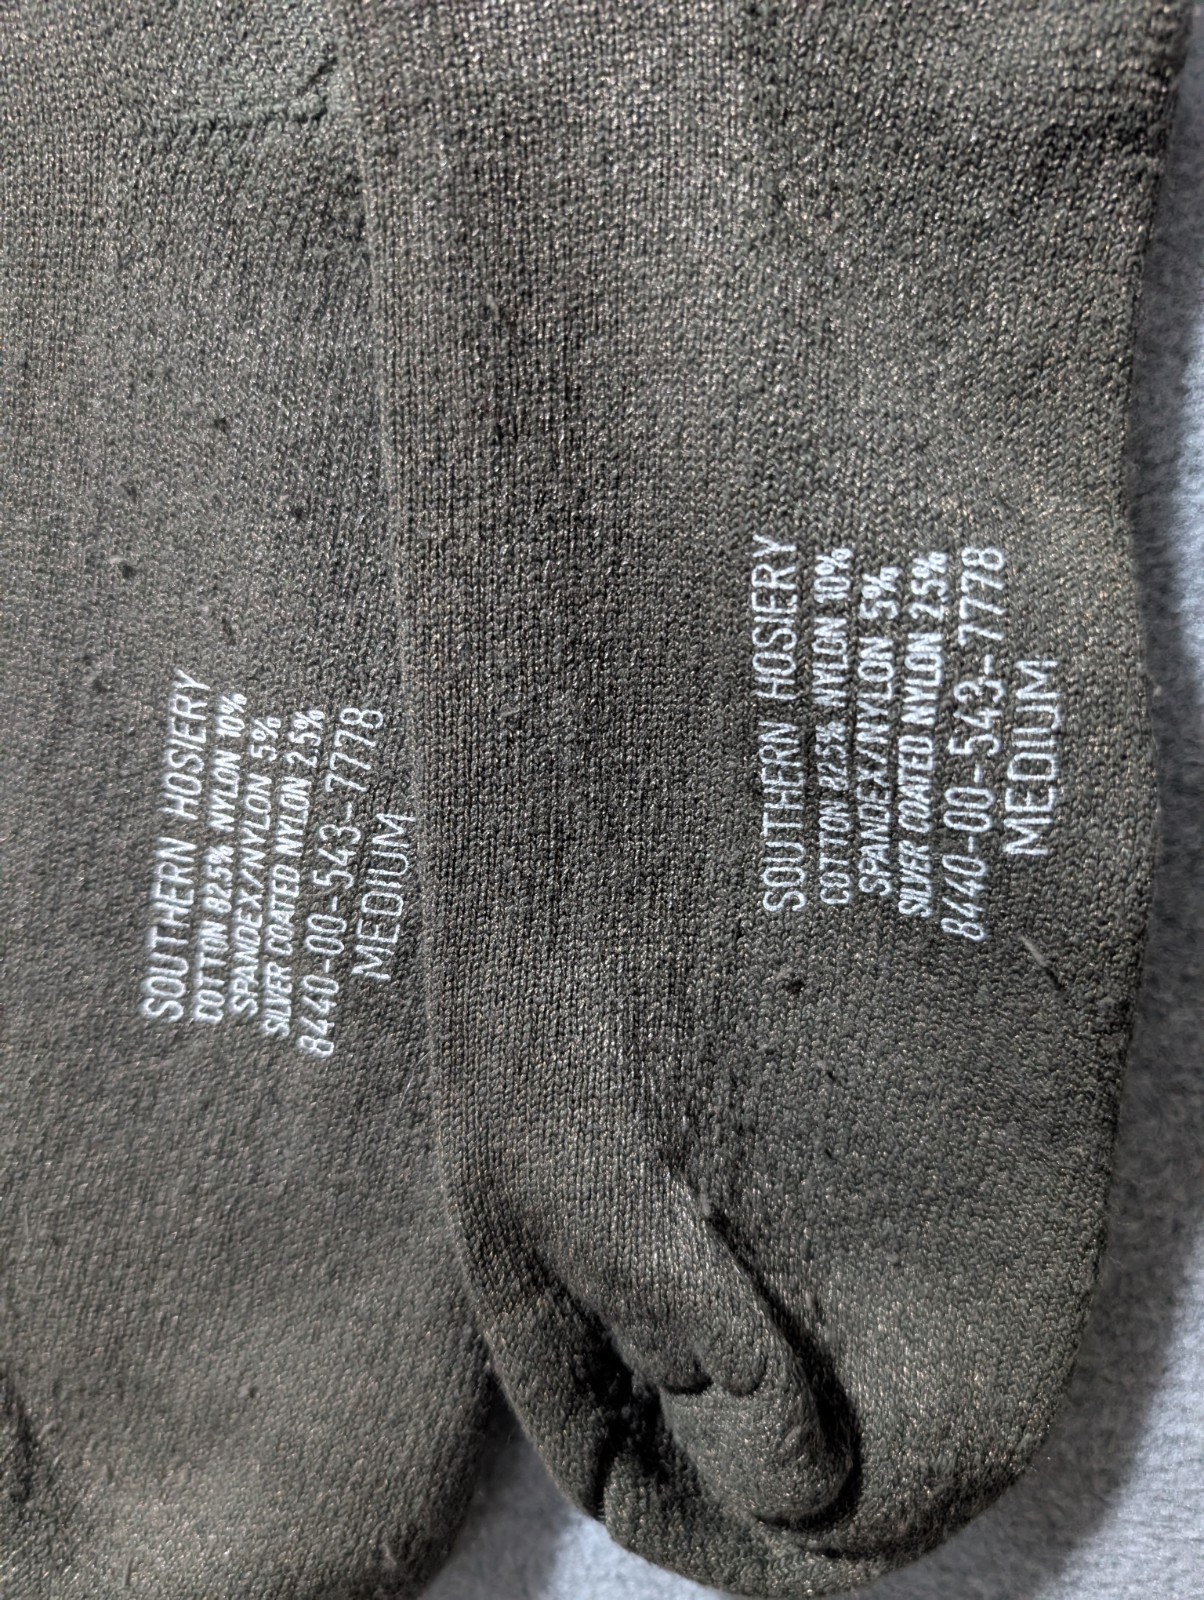 SOUTHERN HOSIERY
COTTON 82.5% NYLON 10%
SPANDEX/NYLON 5%
SILVER COATED NYLON 2.5%
8440-00-543-7778
MEDIUM
SOUTHERN HOSIERY
COTTON 82.5% NYLON 10%
SPANDEX/NYLON 5%
SILVER COATED NYLON 2.5%
8440-00-543-7778
MEDIUM